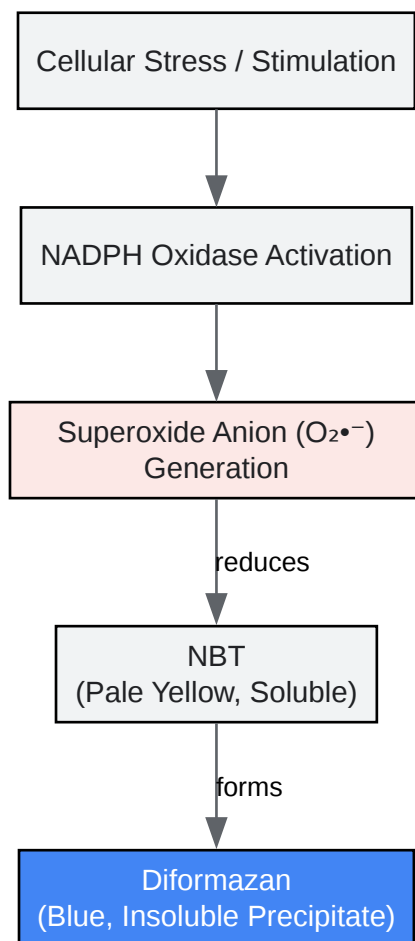 Cellular Stress / Stimulation
NADPH Oxidase Activation
Superoxide Anion (O₂•⁻)
Generation
reduces
NBT
(Pale Yellow, Soluble)
forms
Diformazan
(Blue, Insoluble Precipitate)